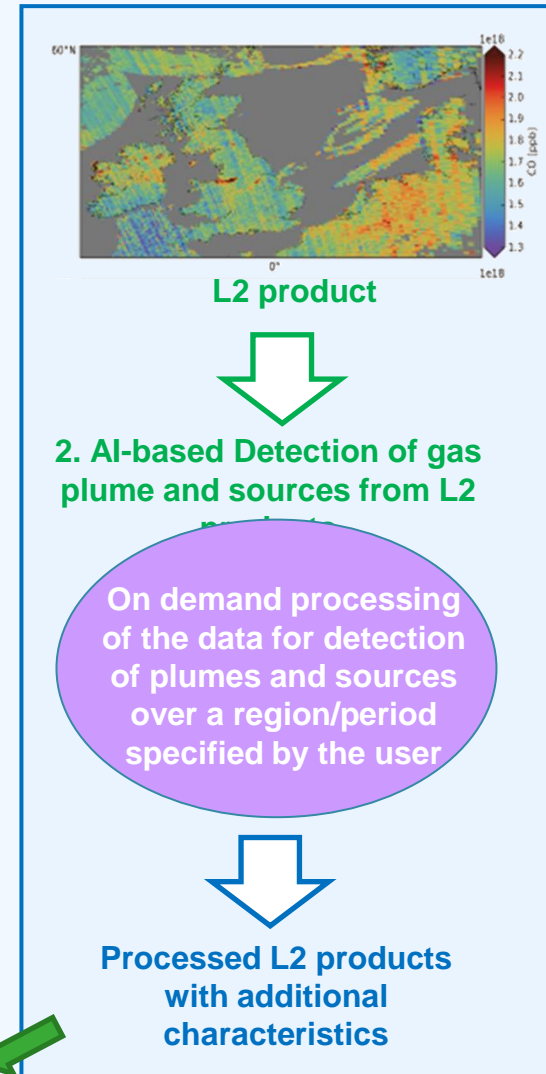 1e18
60°N
2.2
2.1
2.0
1.9
1.8
1.7
1.6
1.5
1.4
1.3
CO [ppb]
0°
1e18
L2 product
2. AI-based Detection of gas
plume and sources from L2
On demand processing
of the data for detection
of plumes and sources
over a region/period
specified by the user
Processed L2 products
with additional
characteristics